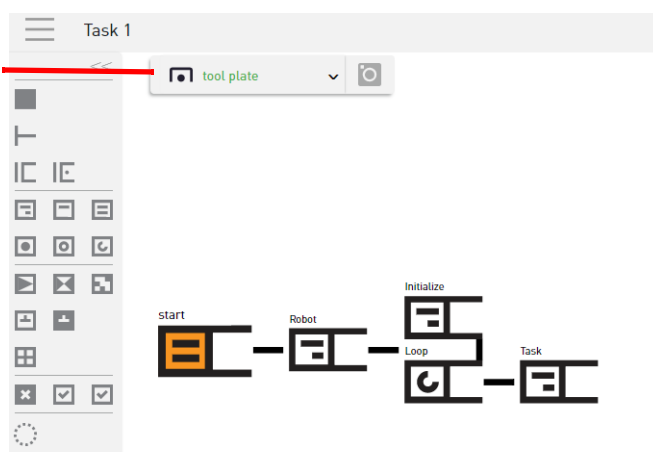 Task 1
<<
tool plate
Initialize
start
Robot
Loop
Task